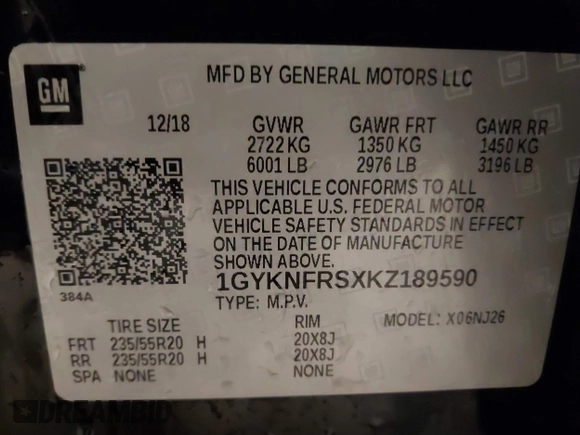 GM
MFD BY GENERAL MOTORS LLC
12/18 GVWR GAWR FRT GAWR RR
2722 KG 1350 KG 1450 KG
6001 LB 2976 LB 3196 LB
THIS VEHICLE CONFORMS TO ALL
APPLICABLE U.S. FEDERAL MOTOR
VEHICLE SAFETY STANDARDS IN EFFECT
ON THE DATE OF MANUFACTURE
SHOWN ABOVE.
384A
1GYKNFRSXKZ189590
TYPE: M.P.V. MODEL: X06NJ26
TIRE SIZE RIM
FRT 235/55R20 H 20X8J
RR 235/55R20 H 20X8J
SPA NONE NONE
DREAMBID